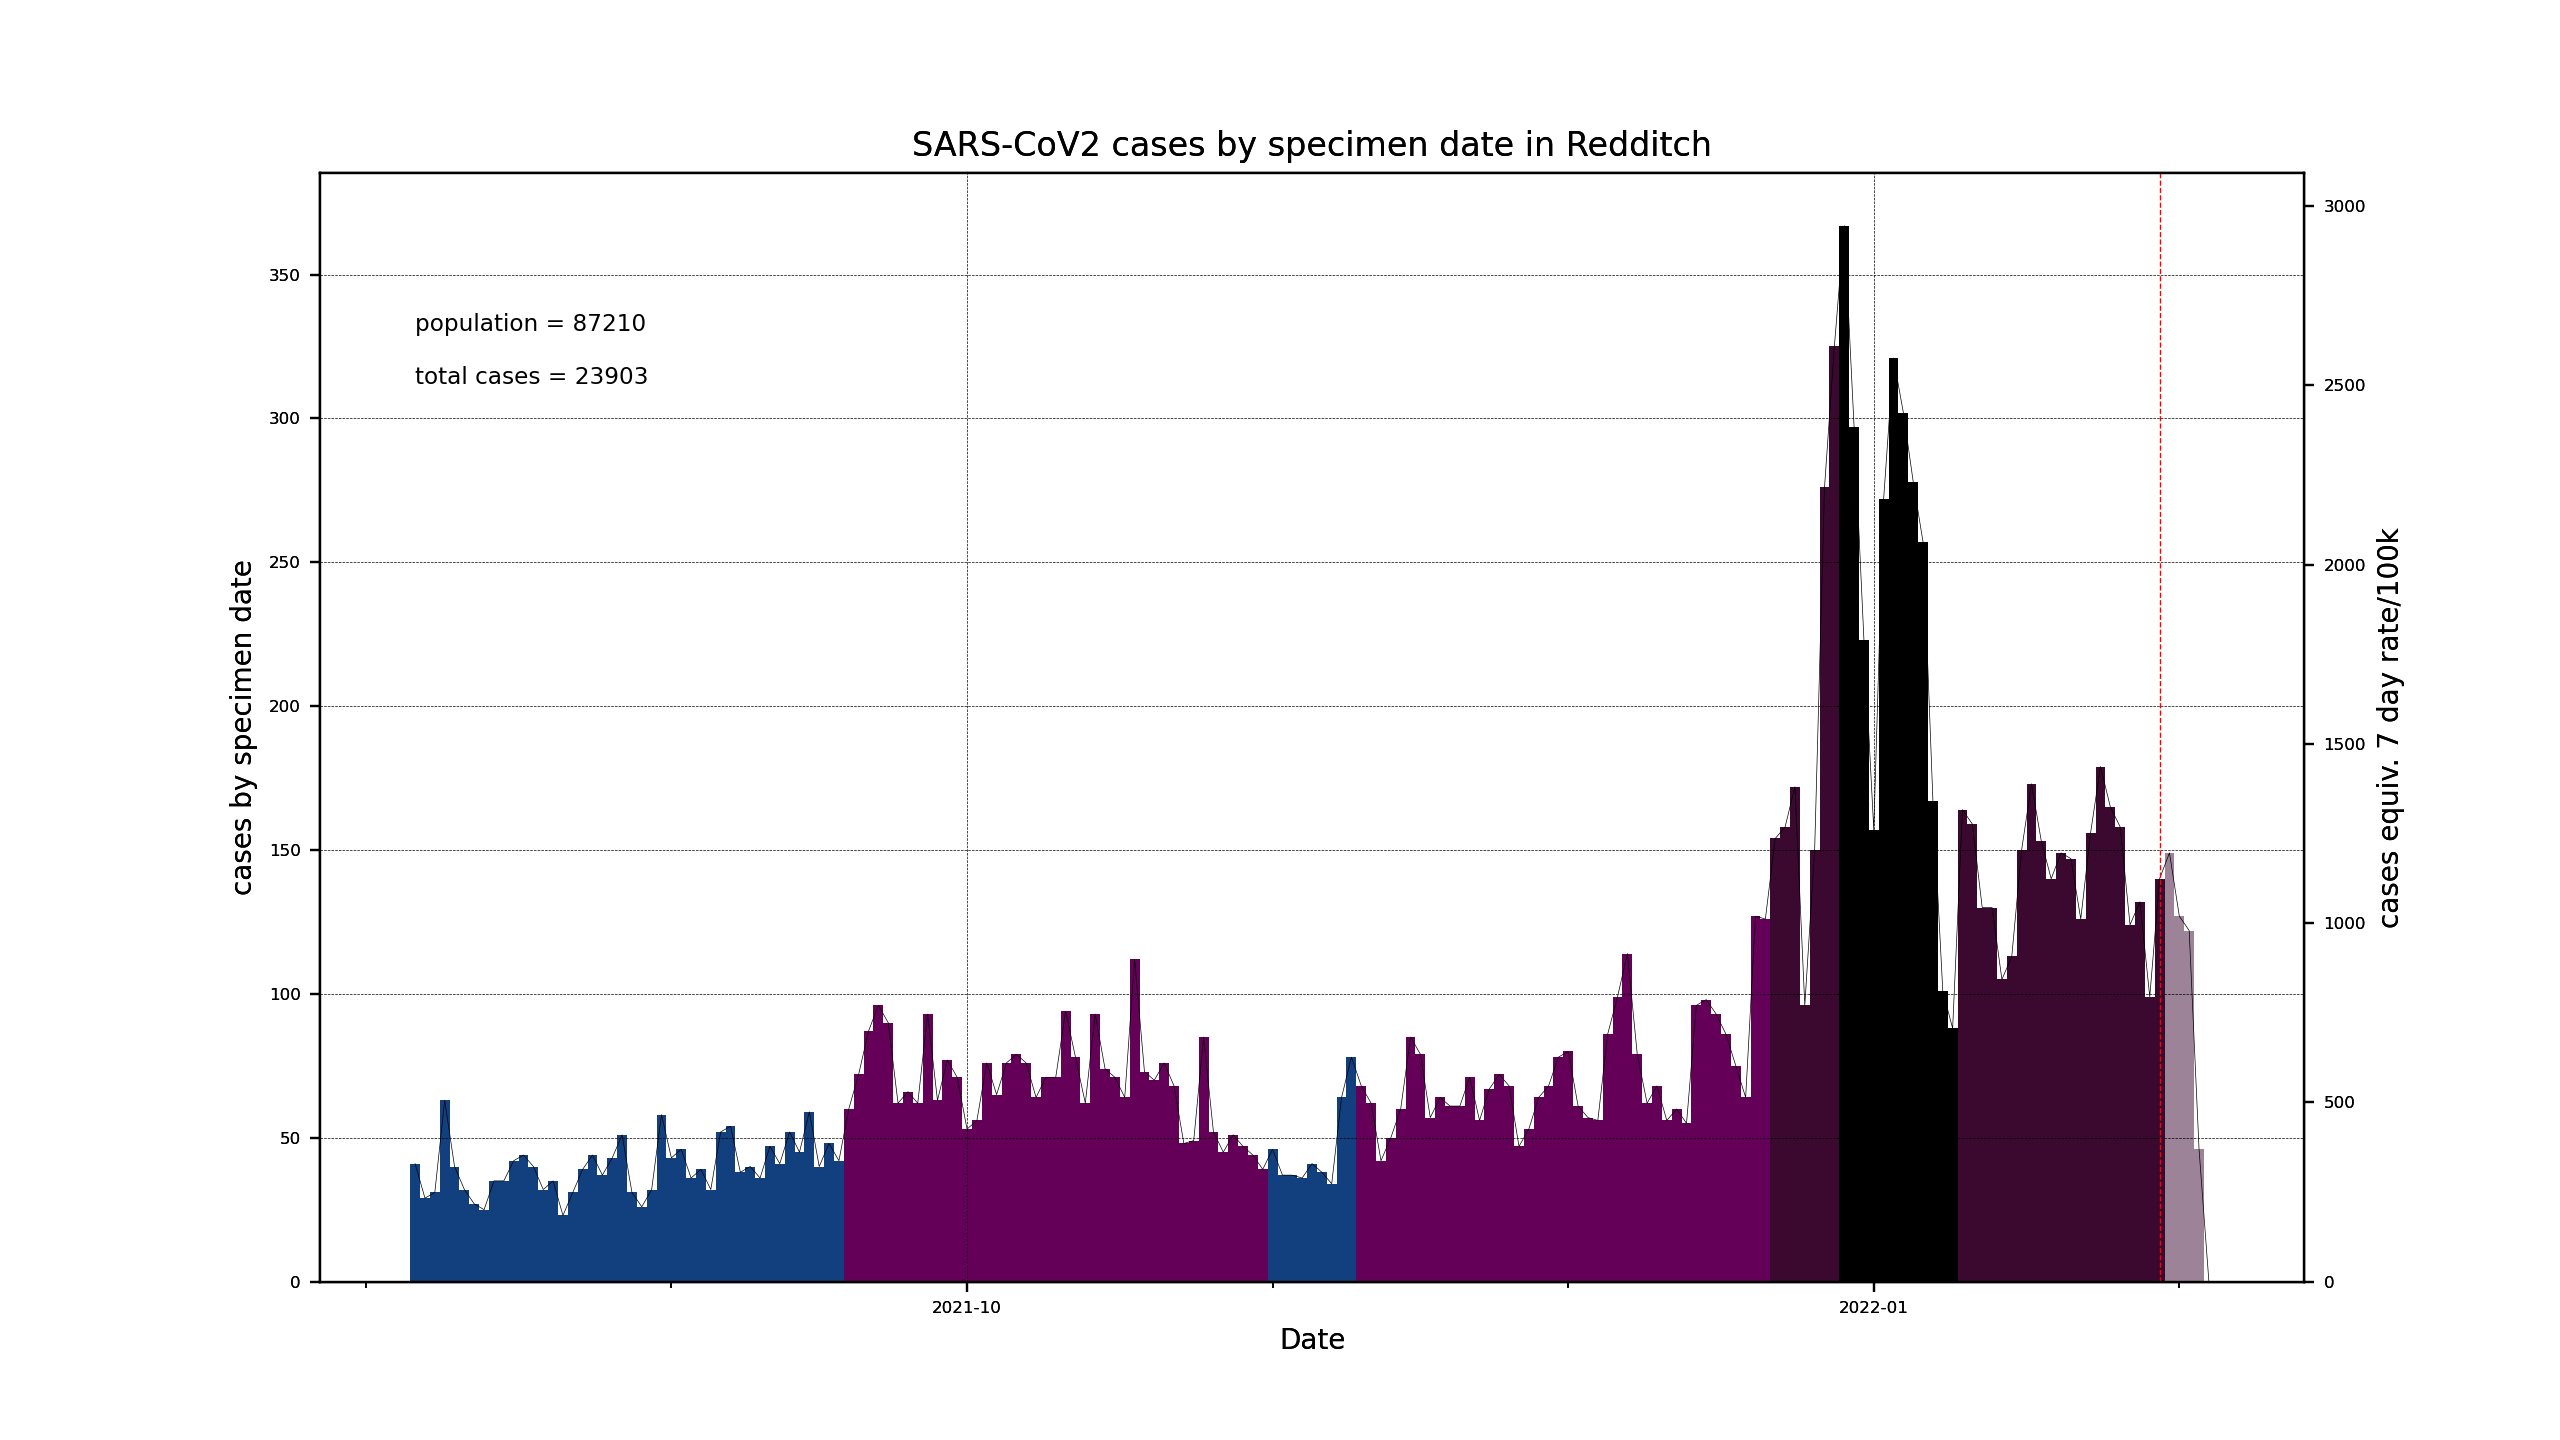 SARS-CoV2 cases by specimen date in Redditch
population = 87210
total cases = 23903
cases by specimen date
350
300
250
200
150
100
50
0
3000
2500
2000
1500
1000
500
0
cases equiv. 7 day rate/100k
2021-10
2022-01
Date